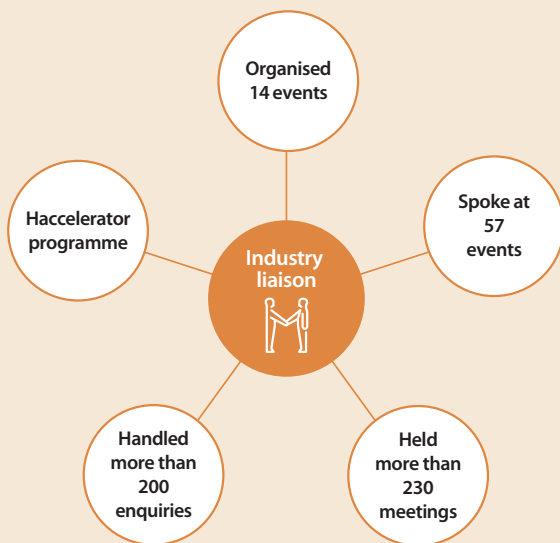 Organised
14 events
Haccelerator
programme
Industry
liaison
Spoke at
57
events
Handled
more than
200
enquiries
Held
more than
230
meetings